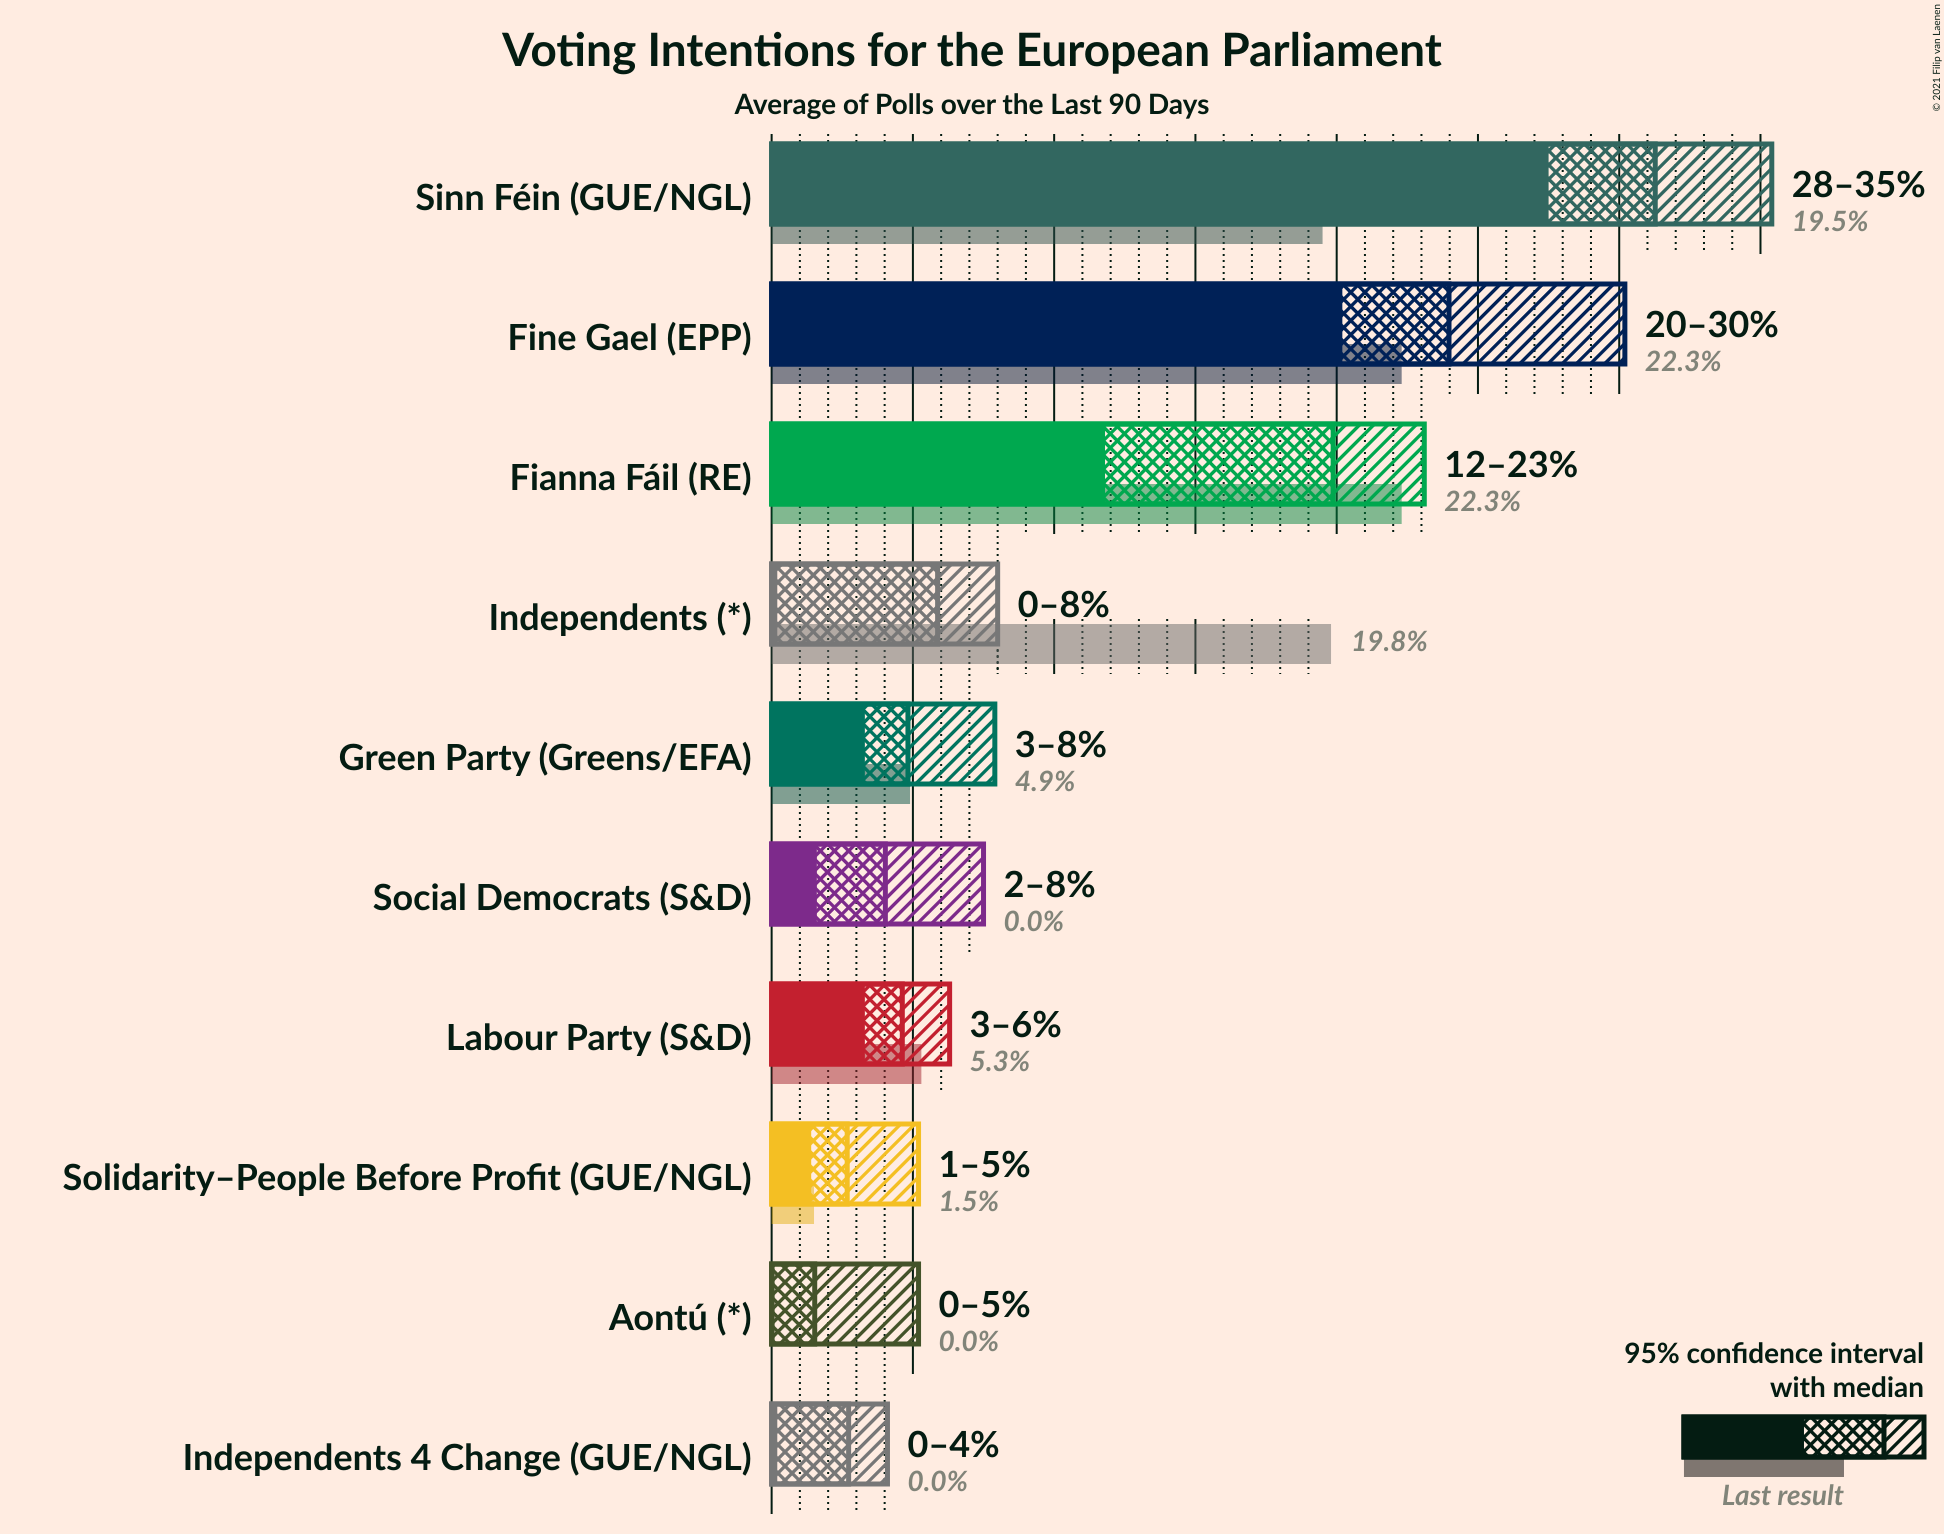 Voting Intentions for the European Parliament
Average of Polls over the Last 90 Days
© 2021 Filip van Laenen
Sinn Féin (GUE/NGL)
28–35%
19.5%
Fine Gael (EPP)
20–30%
22.3%
Fianna Fáil (RE)
12–23%
22.3%
Independents (*)
0–8%
19.8%
Green Party (Greens/EFA)
3–8%
4.9%
Social Democrats (S&D)
2–8%
0.0%
Labour Party (S&D)
3–6%
5.3%
Solidarity–People Before Profit (GUE/NGL)
1–5%
1.5%
Aontú (*)
0–5%
0.0%
Independents 4 Change (GUE/NGL)
0–4%
0.0%
95% confidence interval
with median
Last result